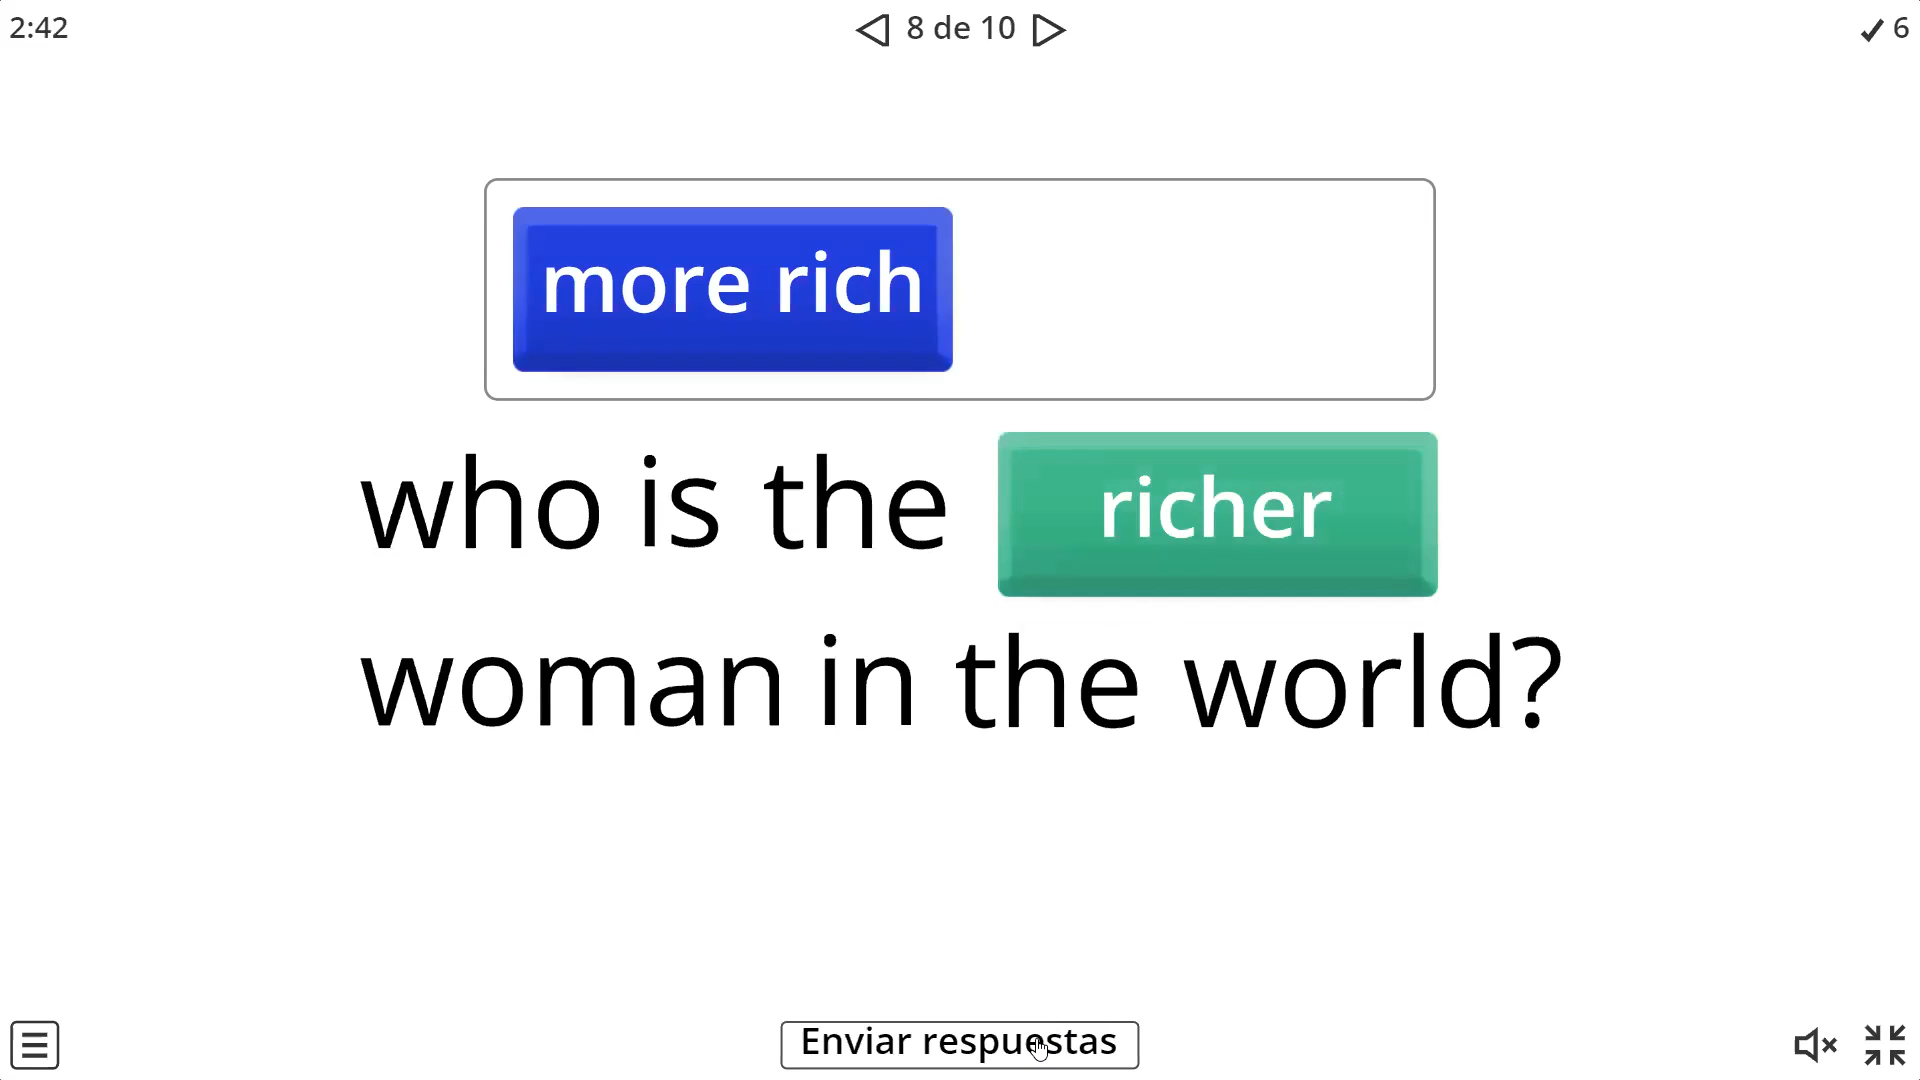 2:42
8 de 10
6
more rich
who is the richer
woman in the world?
Enviar respuestas